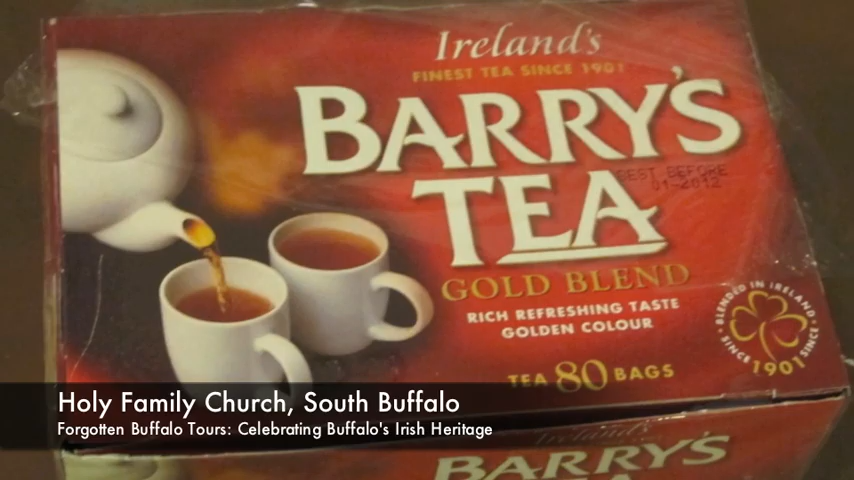 Ireland's
FINEST TEA SINCE 1901
BARRY'S
TEA
BEST BEFORE
01-2012
GOLD BLEND
RICH REFRESHING TASTE
GOLDEN COLOUR
BLENDED IN IRELAND
SINCE 1901 SINCE
TEA 80 BAGS
Holy Family Church, South Buffalo
Forgotten Buffalo Tours: Celebrating Buffalo's Irish Heritage
Ireland's
BARRY'S
TEA